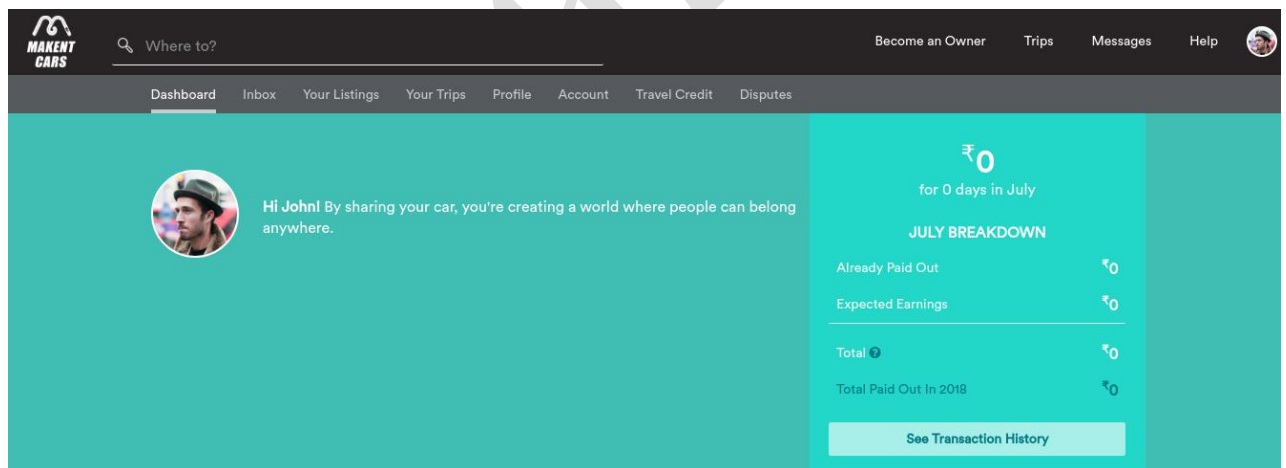 MAKENT
CARS
Where to?
Become an Owner Trips Messages Help
Dashboard Inbox Your Listings Your Trips Profile Account Travel Credit Disputes
Hi John! By sharing your car, you're creating a world where people can belong
anywhere.
₹0
for 0 days in July
JULY BREAKDOWN
Already Paid Out ₹0
Expected Earnings ₹0
Total ? ₹0
Total Paid Out In 2018 ₹0
See Transaction History